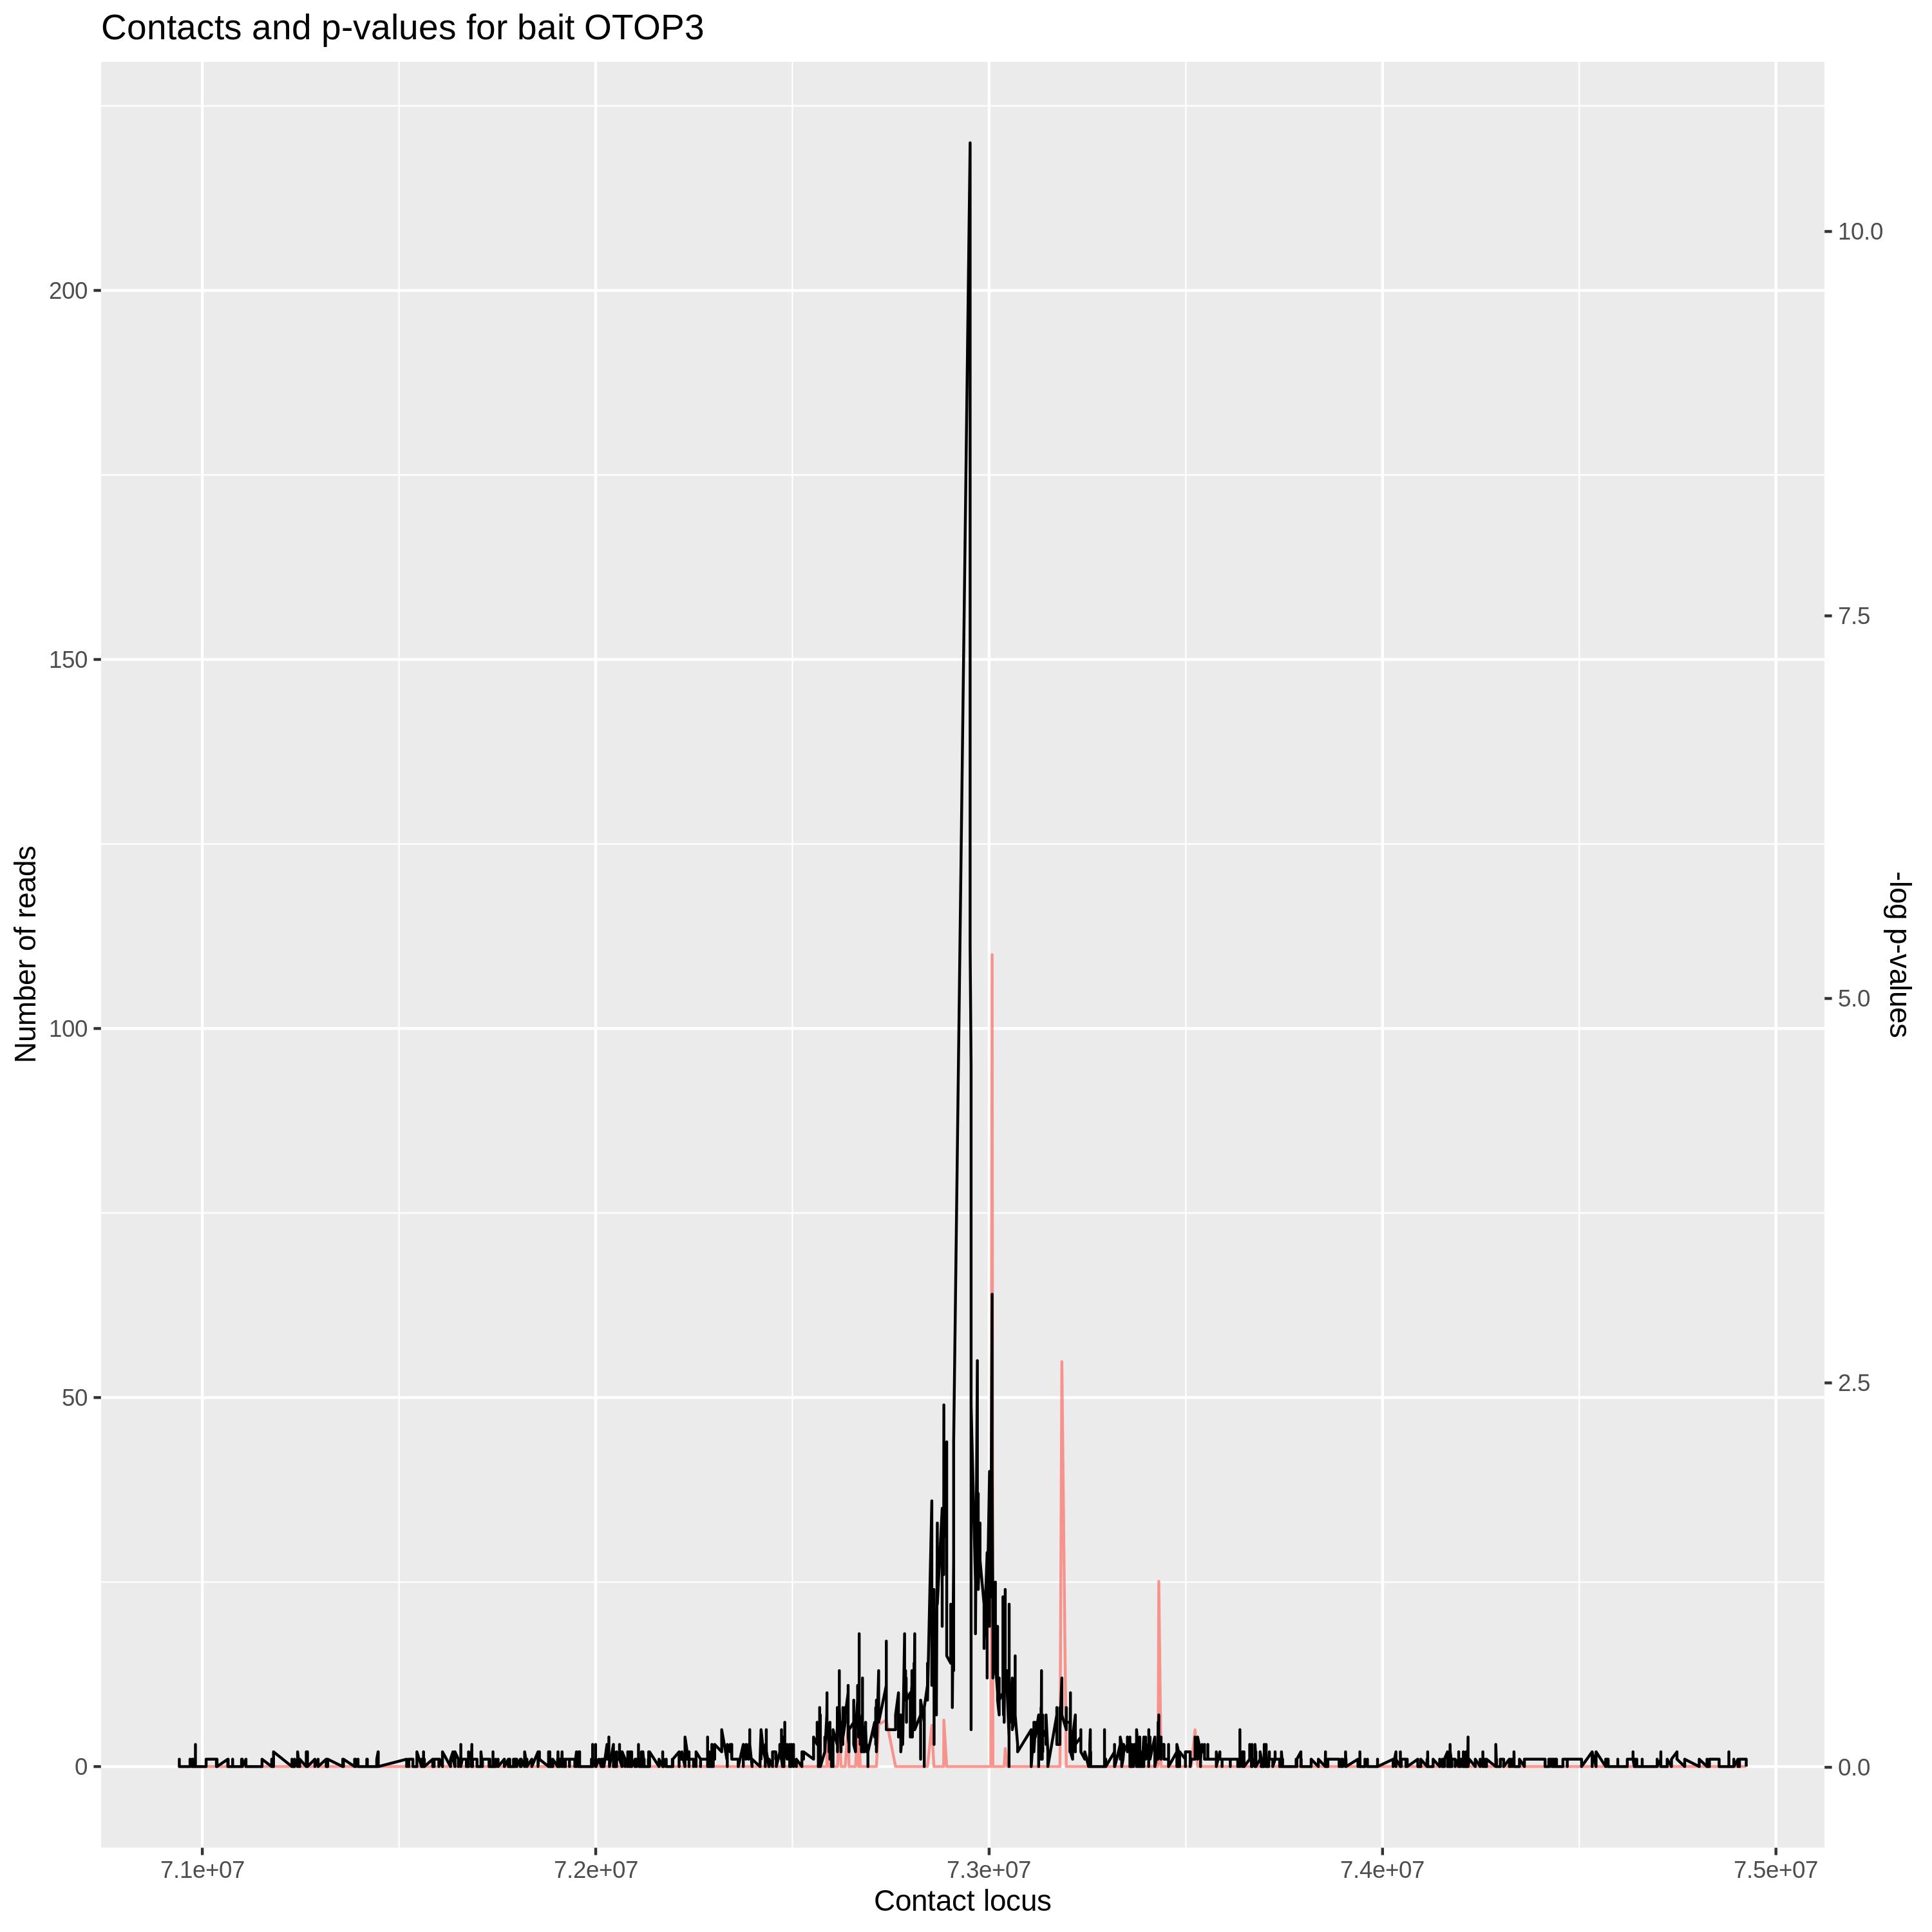 Contacts and p-values for bait OTOP3
Number of reads
200
150
100
50
0
10.0
7.5
5.0
2.5
0.0
-log p-values
7.1e+07 7.2e+07 7.3e+07 7.4e+07 7.5e+07
Contact locus